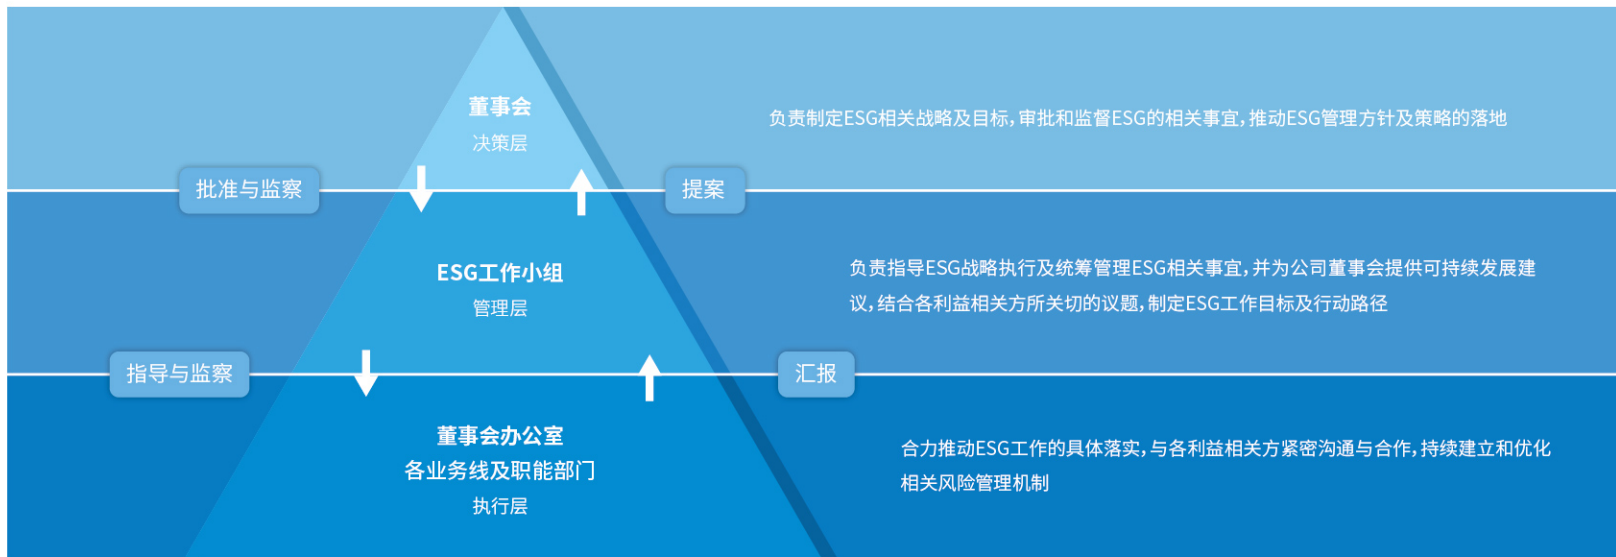 董事会
决策层
负责制定ESG相关战略及目标,审批和监督ESG的相关事宜,推动ESG管理方针及策略的落地
批准与监察
提案
ESG工作小组
管理层
负责指导ESG战略执行及统筹管理ESG相关事宜,并为公司董事会提供可持续发展建
议,结合各利益相关方所关切的议题,制定ESG工作目标及行动路径
指导与监察
汇报
董事会办公室
各业务线及职能部门
执行层
合力推动ESG工作的具体落实,与各利益相关方紧密沟通与合作,持续建立和优化
相关风险管理机制